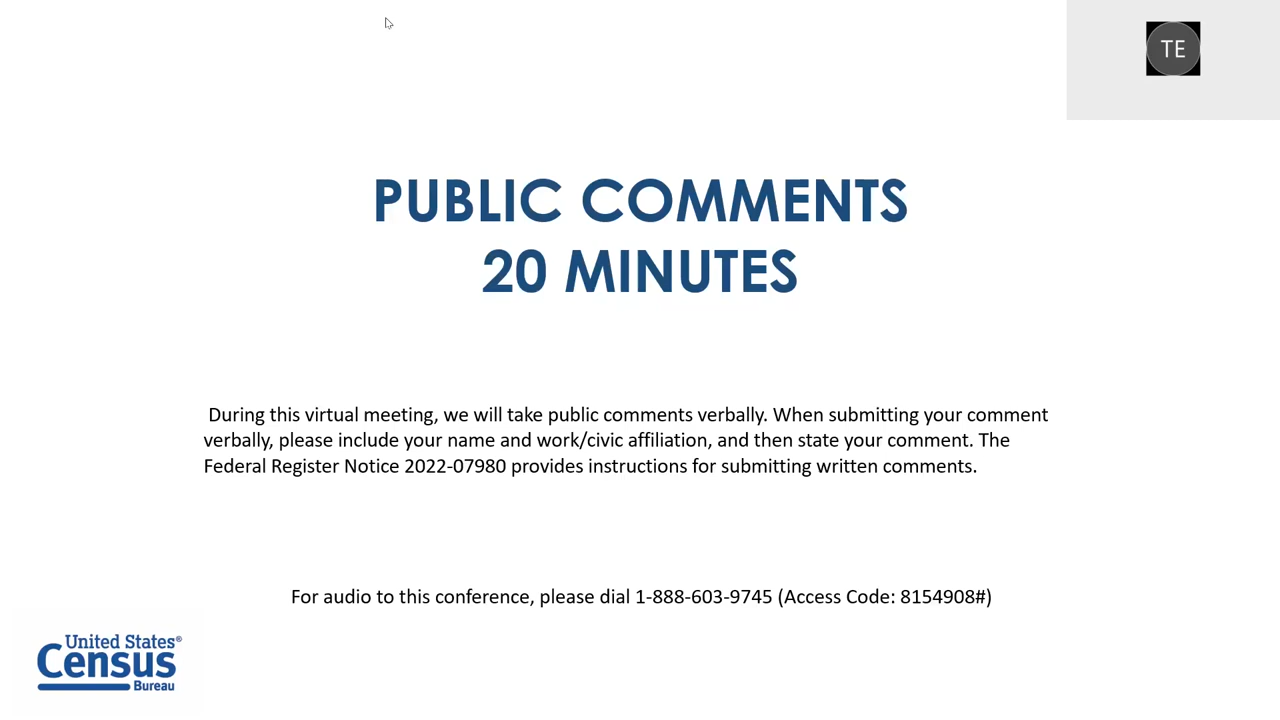 TE
PUBLIC COMMENTS
20 MINUTES
During this virtual meeting, we will take public comments verbally. When submitting your comment
verbally, please include your name and work/civic affiliation, and then state your comment. The
Federal Register Notice 2022-07980 provides instructions for submitting written comments.
For audio to this conference, please dial 1-888-603-9745 (Access Code: 8154908#)
United States®
Census
Bureau